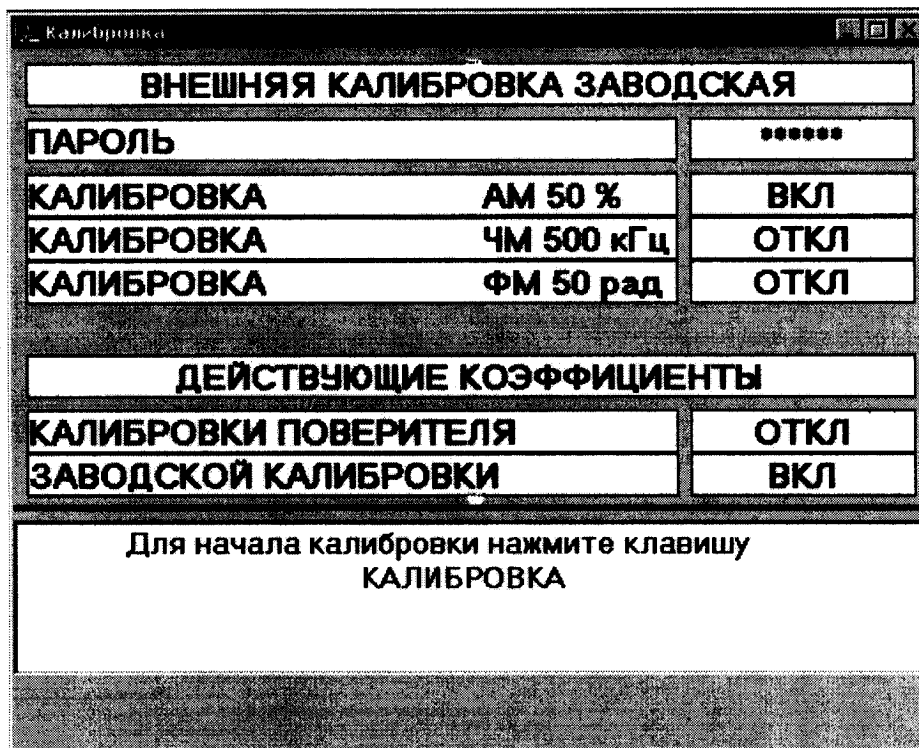 Калибровка
ВНЕШНЯЯ КАЛИБРОВКА ЗАВОДСКАЯ
ПАРОЛЬ ******
КАЛИБРОВКА АМ 50 % ВКЛ
КАЛИБРОВКА ЧМ 500 кГц ОТКЛ
КАЛИБРОВКА ФМ 50 рад ОТКЛ
ДЕЙСТВУЮЩИЕ КОЭФФИЦИЕНТЫ
КАЛИБРОВКИ ПОВЕРИТЕЛЯ ОТКЛ
ЗАВОДСКОЙ КАЛИБРОВКИ ВКЛ
Для начала калибровки нажмите клавишу
КАЛИБРОВКА